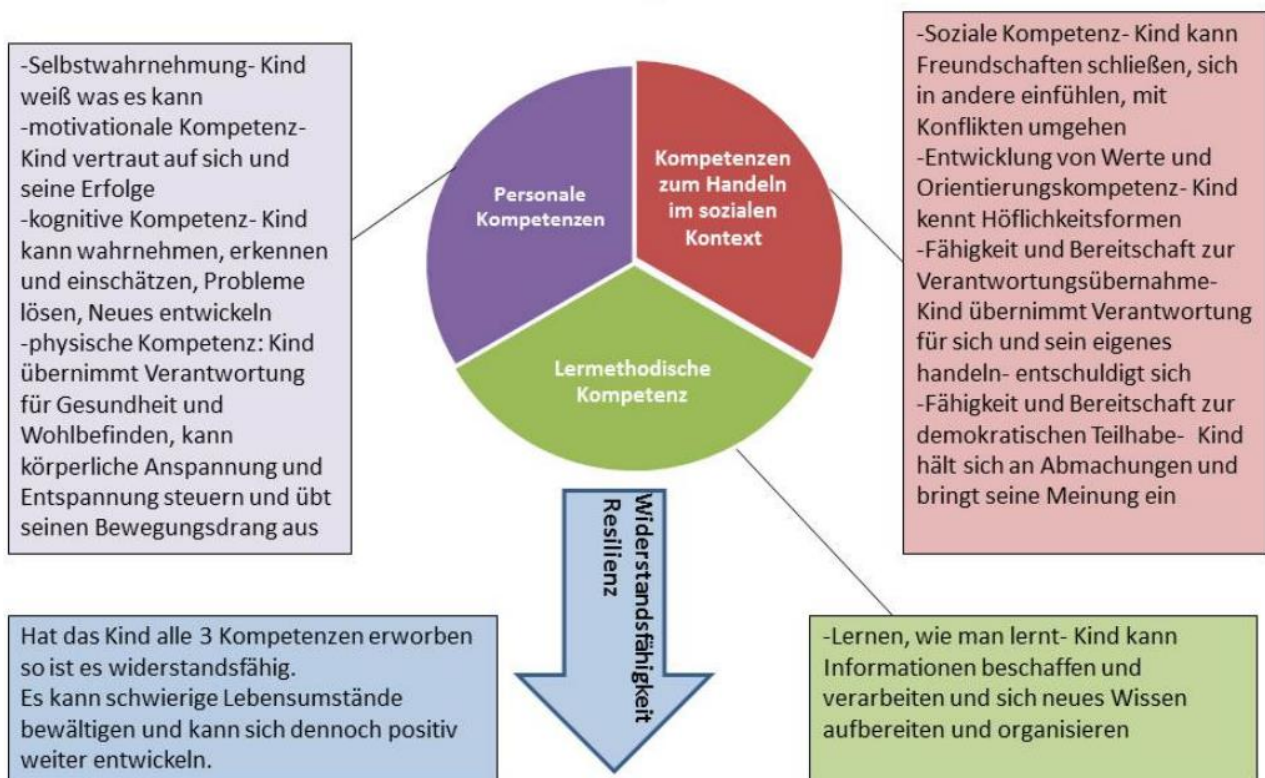 -Selbstwahrnehmung- Kind
weiß was es kann
-motivationale Kompetenz-
Kind vertraut auf sich und
seine Erfolge
-kognitive Kompetenz- Kind
kann wahrnehmen, erkennen
und einschätzen, Probleme
lösen, Neues entwickeln
-physische Kompetenz: Kind
übernimmt Verantwortung
für Gesundheit und
Wohlbefinden, kann
körperliche Anspannung und
Entspannung steuern und übt
seinen Bewegungsdrang aus
Personale
Kompetenzen
Kompetenzen
zum Handeln
im sozialen
Kontext
Lermethodische
Kompetenz
-Soziale Kompetenz- Kind kann
Freundschaften schließen, sich
in andere einfühlen, mit
Konflikten umgehen
-Entwicklung von Werte und
Orientierungskompetenz- Kind
kennt Höflichkeitsformen
-Fähigkeit und Bereitschaft zur
Verantwortungsübernahme-
Kind übernimmt Verantwortung
für sich und sein eigenes
handeln- entschuldigt sich
-Fähigkeit und Bereitschaft zur
demokratischen Teilhabe- Kind
hält sich an Abmachungen und
bringt seine Meinung ein
Widerstandsfähigkeit
Resilienz
Hat das Kind alle 3 Kompetenzen erworben
so ist es widerstandsfähig.
Es kann schwierige Lebensumstände
bewältigen und kann sich dennoch positiv
weiter entwickeln.
-Lernen, wie man lernt- Kind kann
Informationen beschaffen und
verarbeiten und sich neues Wissen
aufbereiten und organisieren